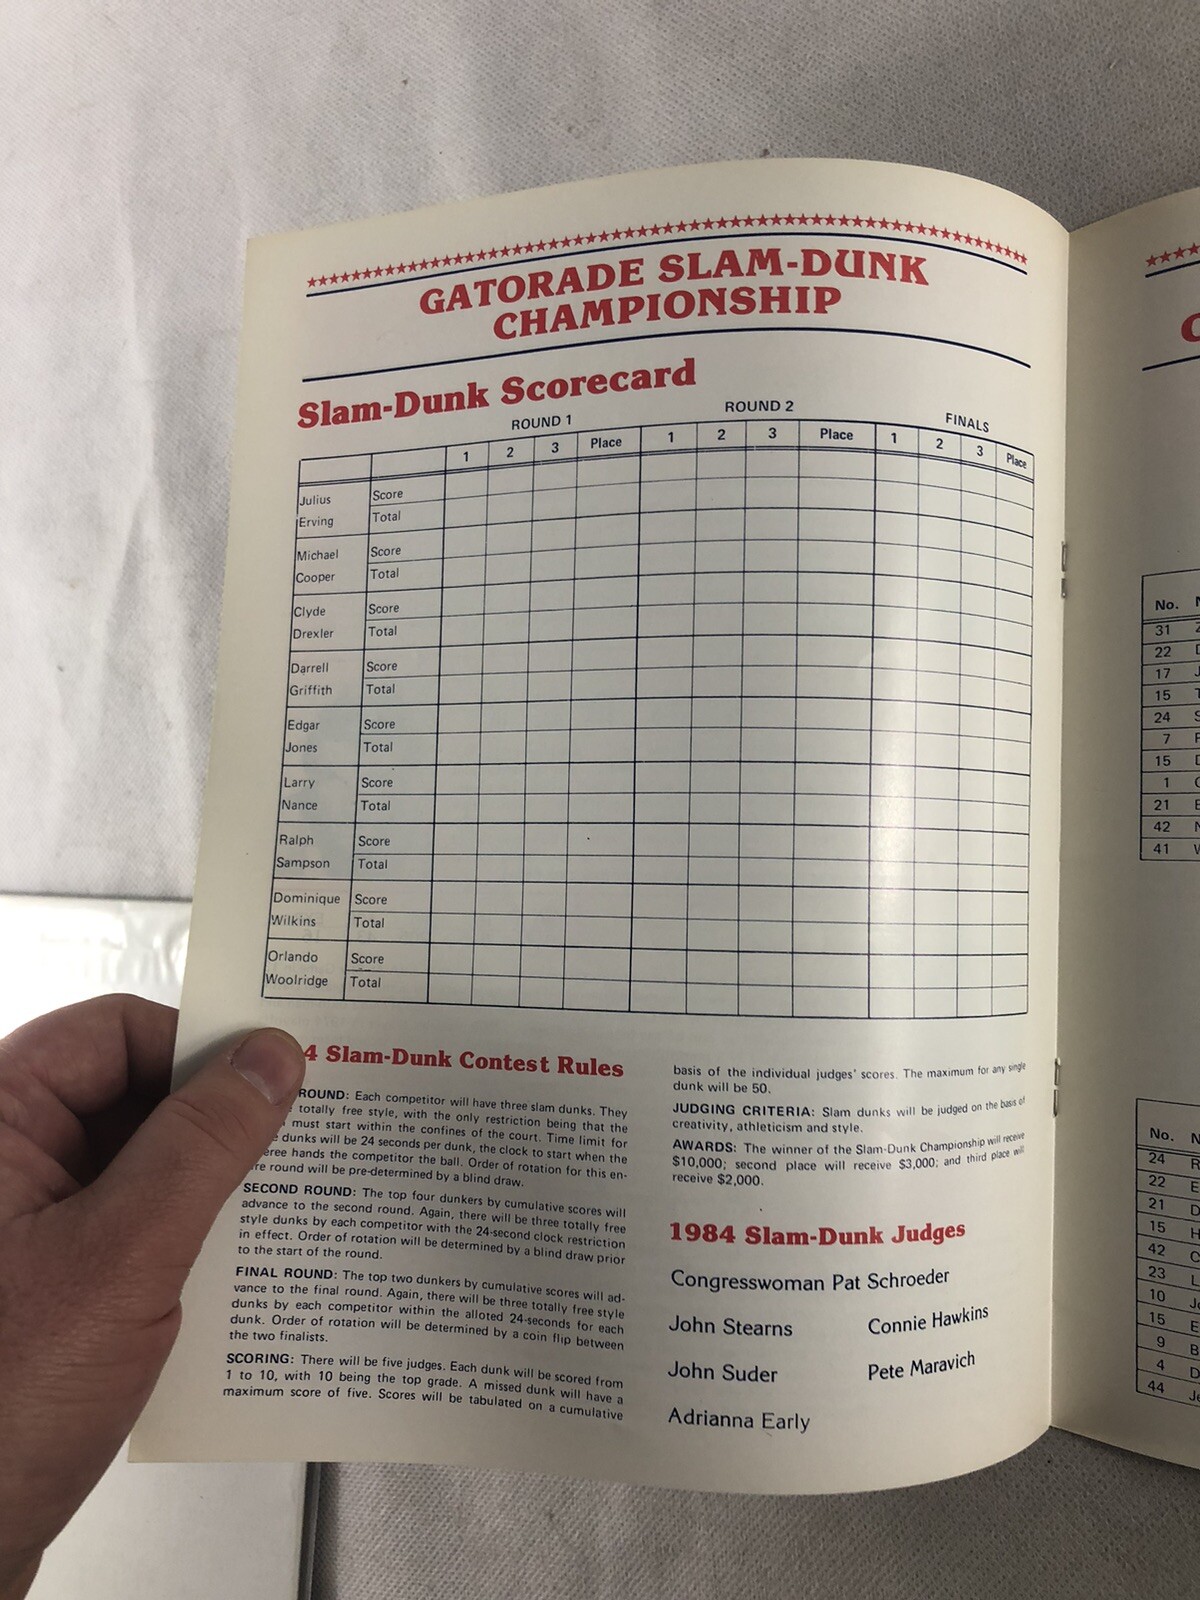 GATORADE SLAM-DUNK
CHAMPIONSHIP
Slam-Dunk Scorecard
ROUND 1 ROUND 2 FINALS
1 2 3 Place 1 2 3 Place 1 2 3 Place
Julius Score
Erving Total
Michael Score
Cooper Total
Clyde Score
Drexler Total
Darrell Score
Griffith Total
Edgar Score
Jones Total
Larry Score
Nance Total
Ralph Score
Sampson Total
Dominique Score
Wilkins Total
Orlando Score
Woolridge Total
4 Slam-Dunk Contest Rules
ROUND: Each competitor will have three slam dunks. They
totally free style, with the only restriction being that the
must start within the confines of the court. Time limit for
dunks will be 24 seconds per dunk, the clock to start when the
hands the competitor the ball. Order of rotation for this en-
round will be pre-determined by a blind draw.
SECOND ROUND: The top four dunkers by cumulative scores will
advance to the second round. Again, there will be three totally free
style dunks by each competitor with the 24-second clock restriction
in effect. Order of rotation will be determined by a blind draw prior
to the start of the round.
FINAL ROUND: The top two dunkers by cumulative scores will ad-
vance to the final round. Again, there will be three totally free style
dunks by each competitor within the alloted 24-seconds for each
dunk. Order of rotation will be determined by a coin flip between
the two finalists.
SCORING: There will be five judges. Each dunk will be scored from
1 to 10, with 10 being the top grade. A missed dunk will have a
maximum score of five. Scores will be tabulated on a cumulative
basis of the individual judges' scores. The maximum for any single
dunk will be 50.
JUDGING CRITERIA: Slam dunks will be judged on the basis of
creativity, athleticism and style.
AWARDS: The winner of the Slam-Dunk Championship will receive
$10,000; second place will receive $3,000; and third place will
receive $2,000.
1984 Slam-Dunk Judges
Congresswoman Pat Schroeder
John Stearns Connie Hawkins
John Suder Pete Maravich
Adrianna Early
C
No.
31
22
17
15
24
7
15
1
21
42
41
No.
24
22
21
15
42
23
10
15
9
4
44